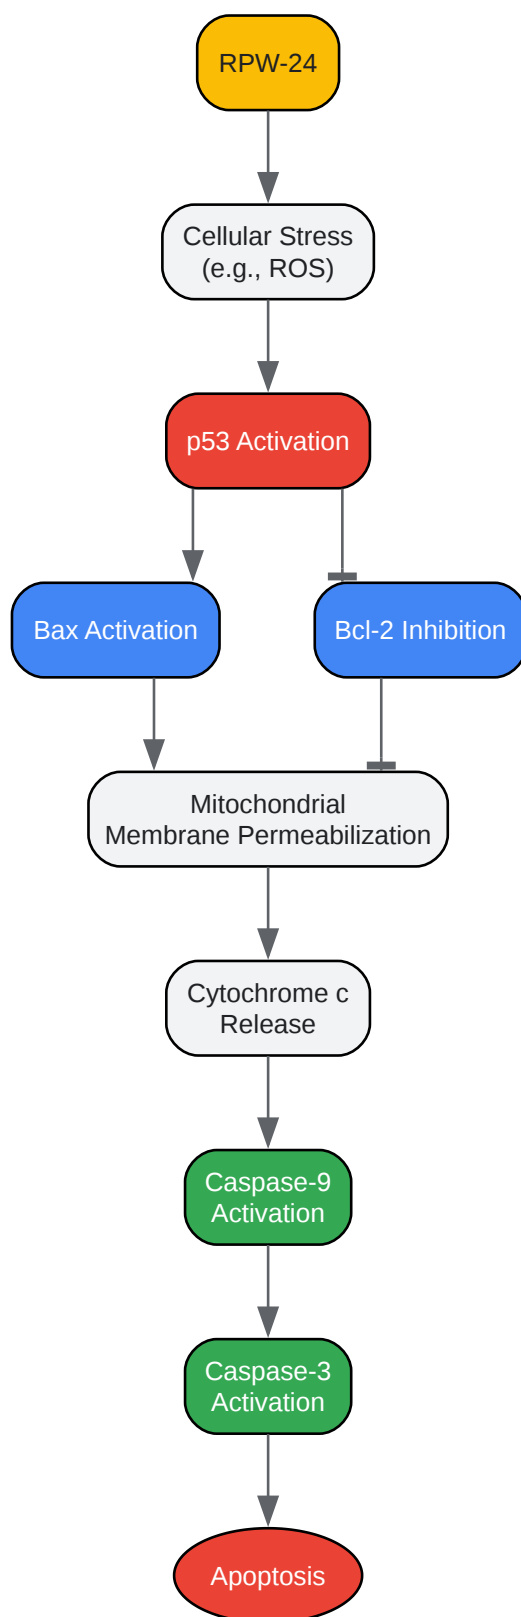 RPW-24
Cellular Stress
(e.g., ROS)
p53 Activation
Bax Activation
Bcl-2 Inhibition
Mitochondrial
Membrane Permeabilization
Cytochrome c
Release
Caspase-9
Activation
Caspase-3
Activation
Apoptosis